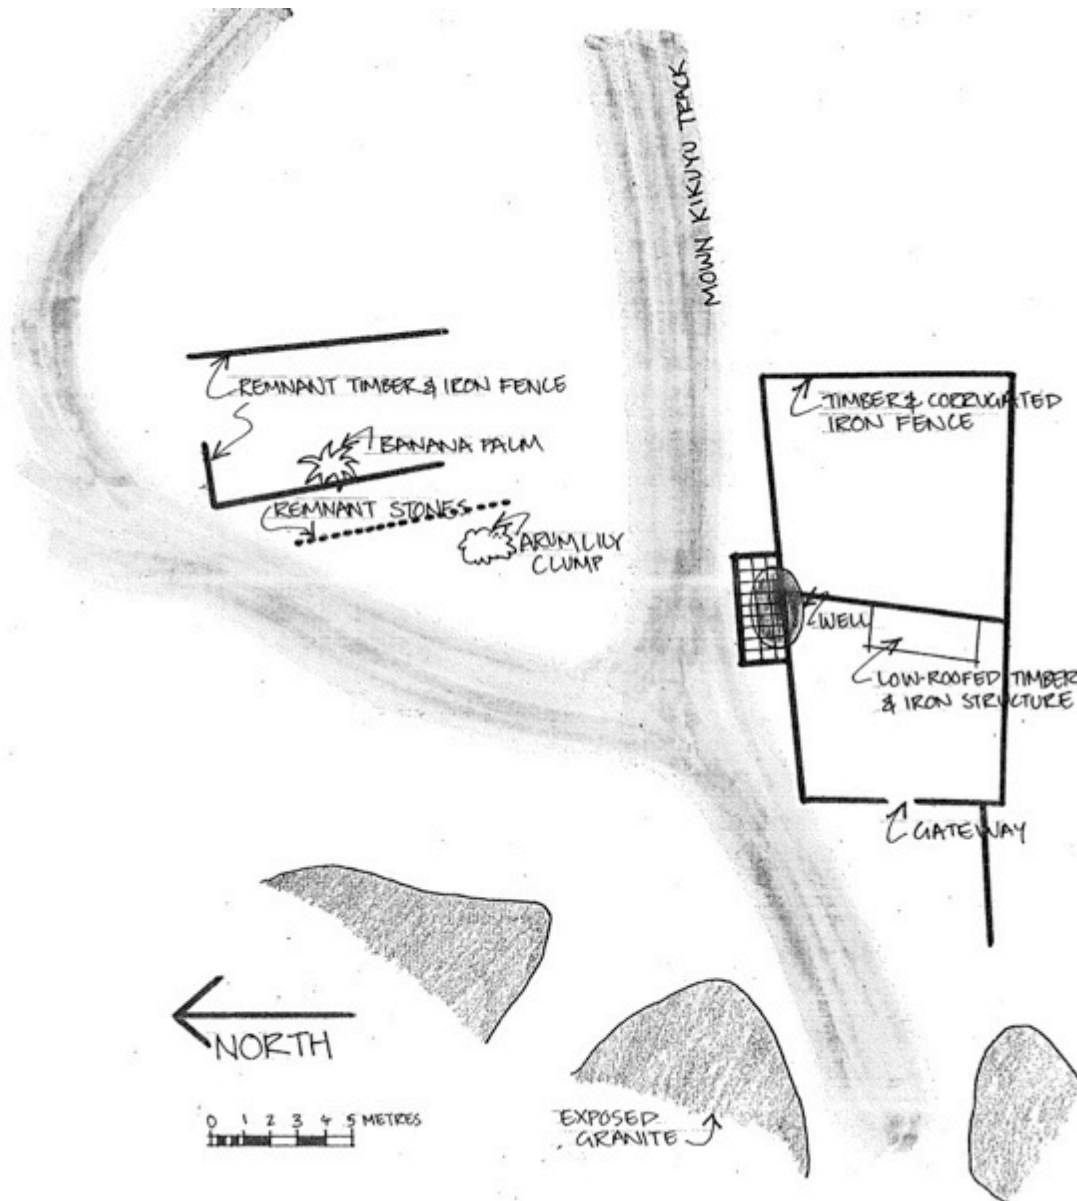 MOWN KIKUYU TRACK
REMNANT TIMBER & IRON FENCE
BANANA PALM
REMNANT STONES
ARUM LILY
CLUMP
TIMBER & CORRUGATED
IRON FENCE
WELL
LOW-ROOFED TIMBER
& IRON STRUCTURE
GATEWAY
NORTH
0 1 2 3 4 5 METRES
EXPOSED
GRANITE